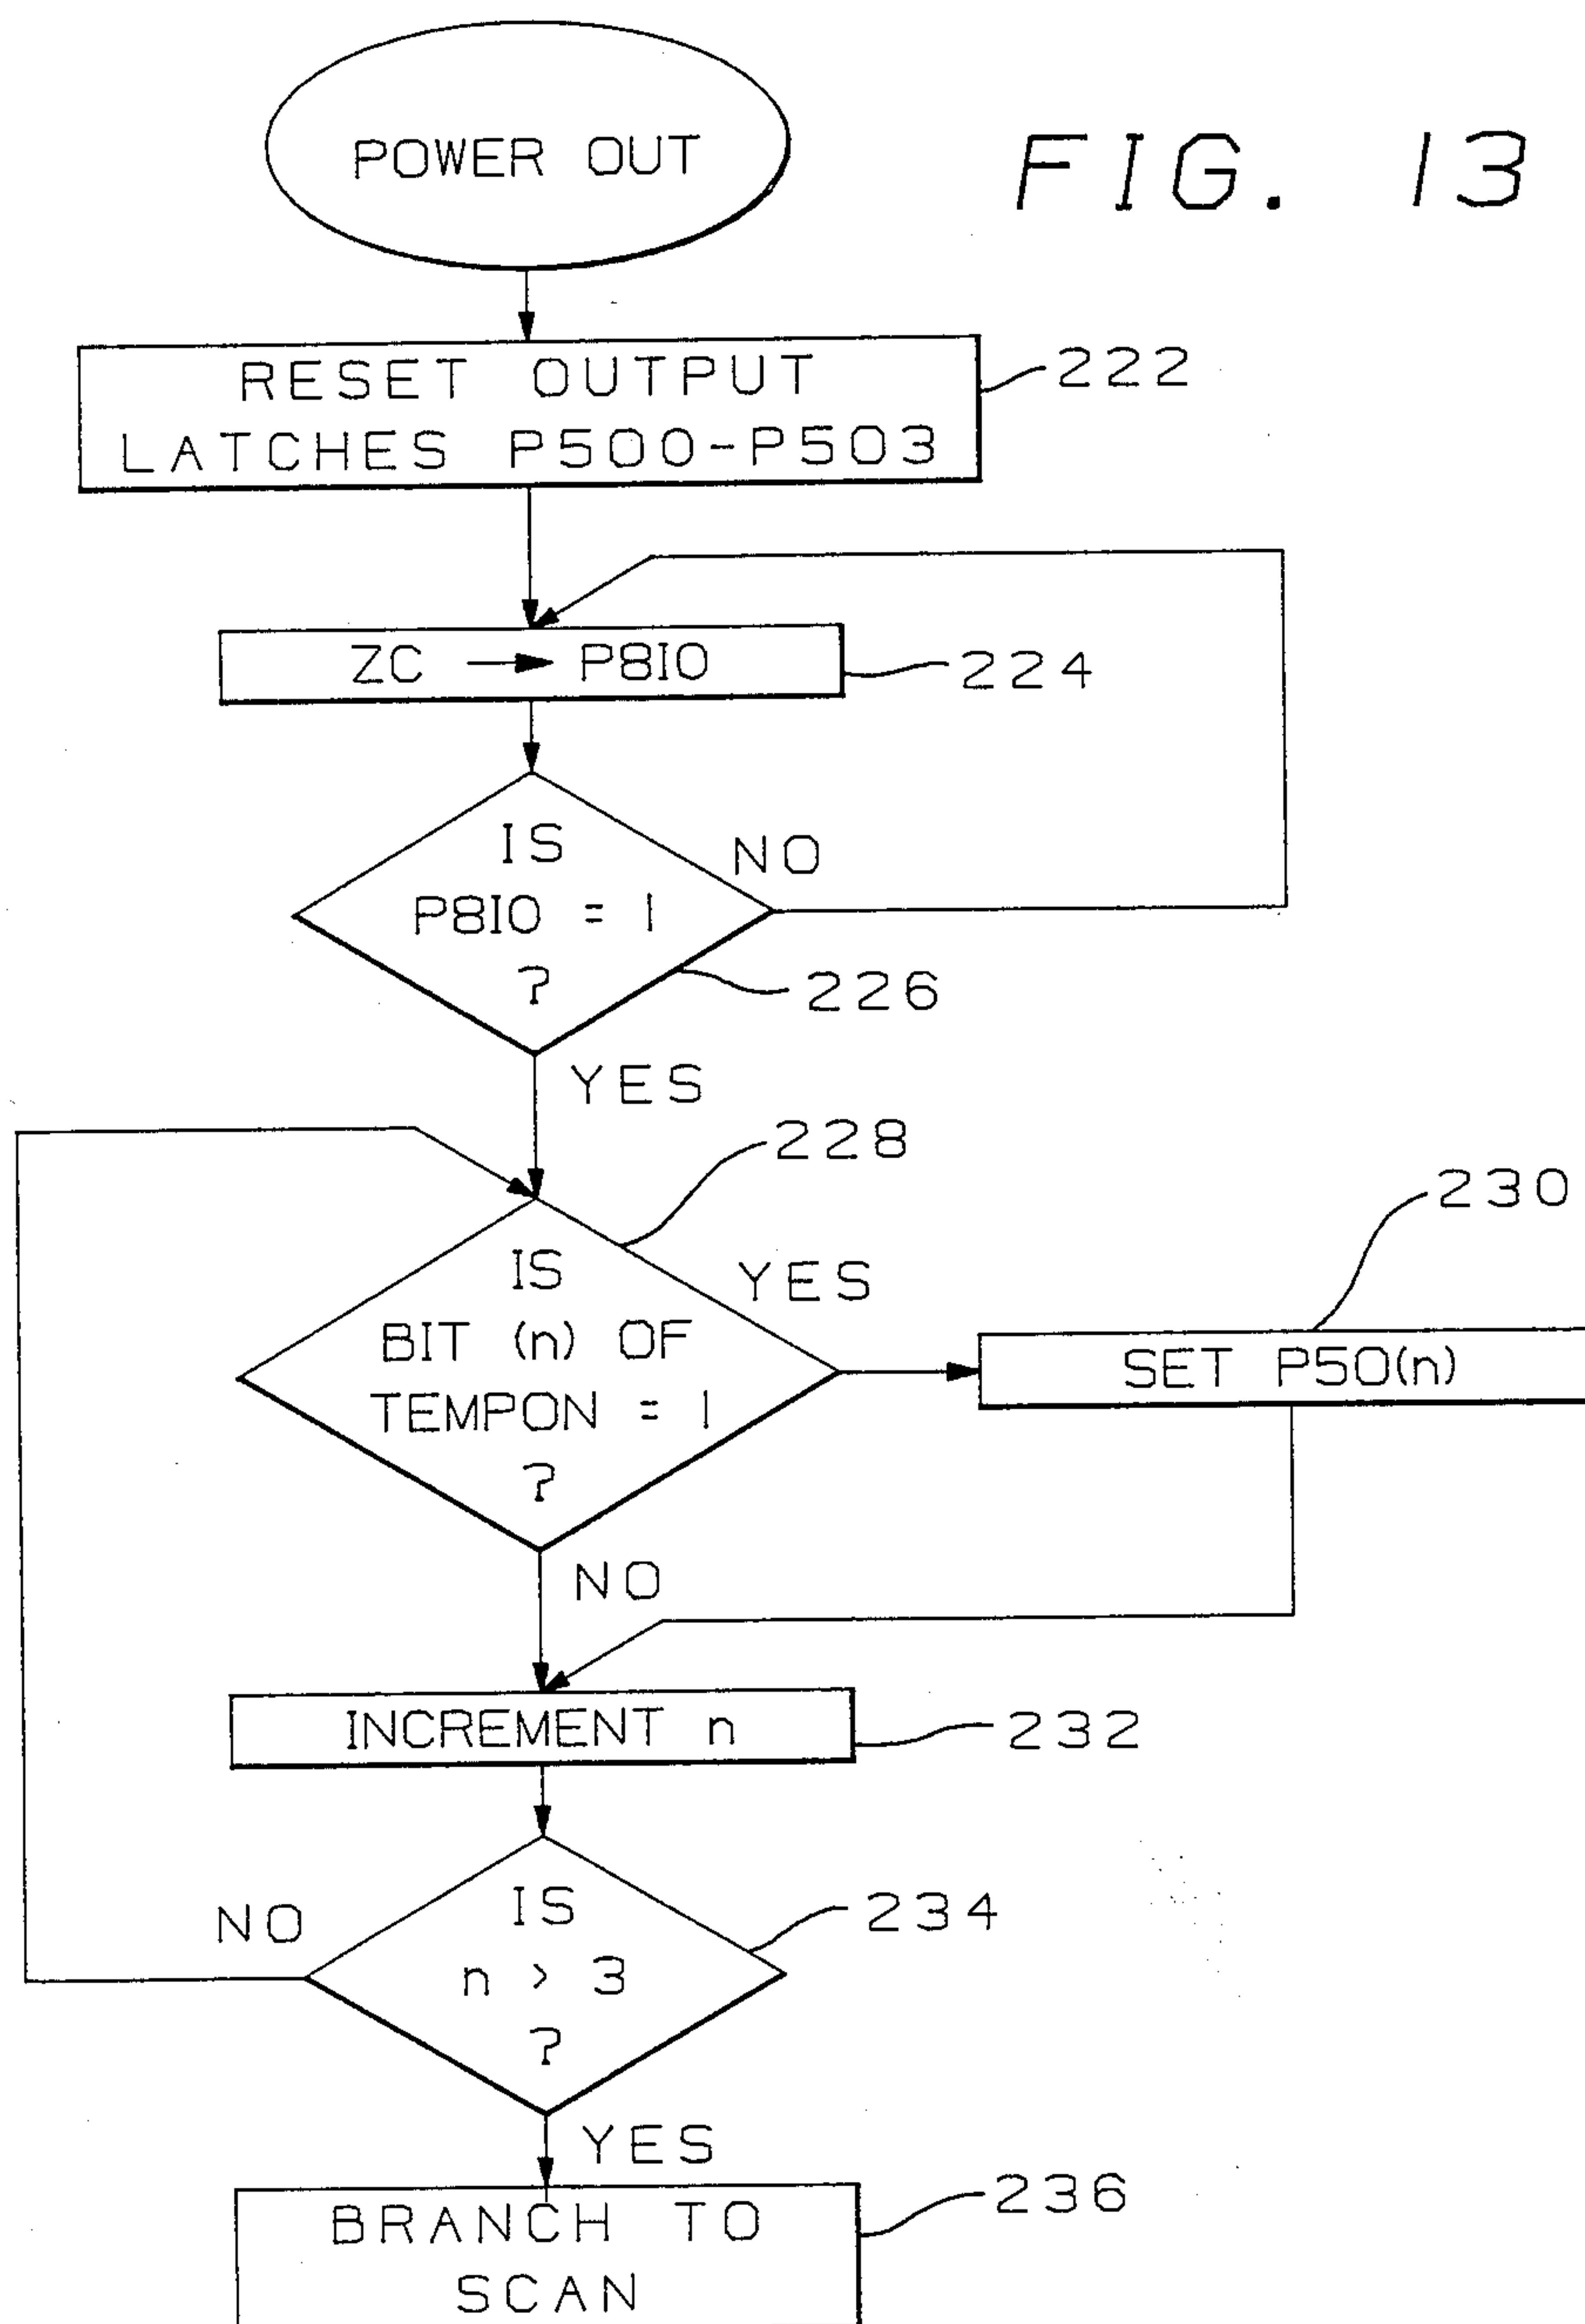 POWER OUT
FIG. 13
RESET OUTPUT
LATCHES P500-P503
222
ZC → P8IO
224
IS
P8IO = 1
?
NO
226
YES
228
230
IS
BIT (n) OF
TEMPON = 1
?
YES
SET P50(n)
NO
INCREMENT n
232
IS
n > 3
?
234
NO
YES
BRANCH TO
SCAN
236